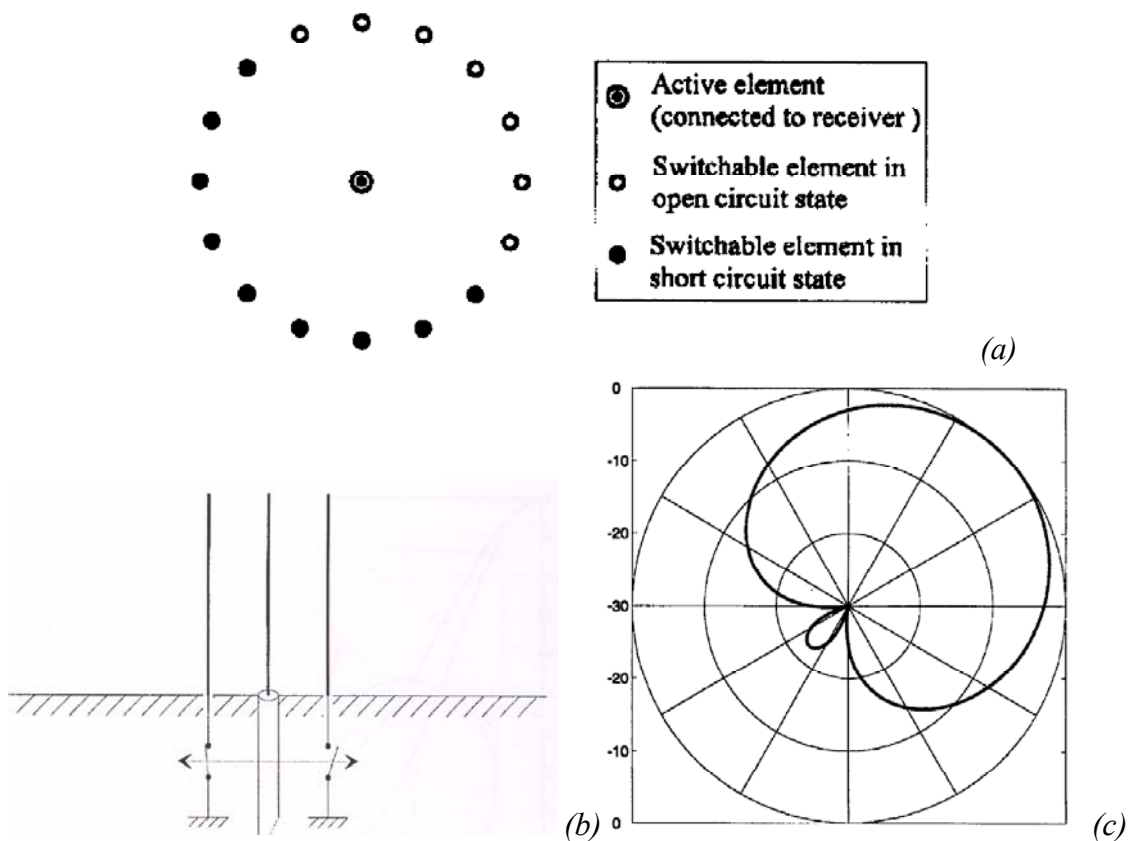 Active element
(connected to receiver )
Switchable element in
open circuit state
Switchable element in
short circuit state
(a)
0
-10
-20
-30
-20
-10
0
(b)
(c)